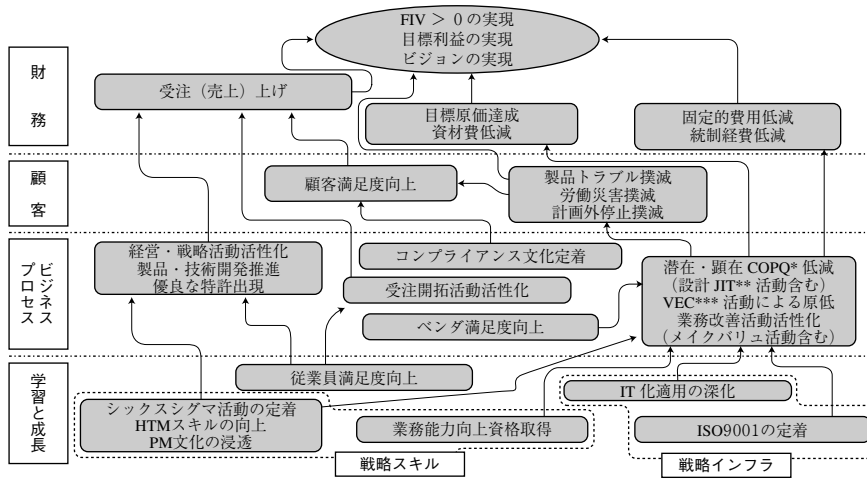 財務
FIV > 0 の実現
目標利益の実現
ビジョンの実現
受注（売上）上げ
目標原価達成
資材費低減
固定的費用低減
統制経費低減
顧客
顧客満足度向上
製品トラブル撲滅
労働災害撲滅
計画外停止撲滅
ビジネス
プロセス
経営・戦略活動活性化
製品・技術開発推進
優良な特許出現
コンプライアンス文化定着
受注開拓活動活性化
ベンダ満足度向上
潜在・顕在 COPQ* 低減
（設計 JIT** 活動含む）
VEC*** 活動による原低
業務改善活動活性化
（メイクバリュ活動含む）
学習と成長
従業員満足度向上
シックスシグマ活動の定着
HTMスキルの向上
PM文化の浸透
業務能力向上資格取得
IT 化適用の深化
ISO9001の定着
戦略スキル
戦略インフラ